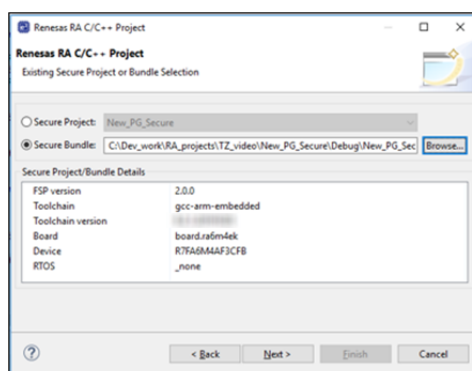 Renesas RA C/C++ Project
Renesas RA C/C++ Project
Existing Secure Project or Bundle Selection
Secure Project: New_PG_Secure
Secure Bundle: C:\Dev_work\RA_projects\TZ_video\New_PG_Secure\Debug\New_PG_Sec Browse...
Secure Project/Bundle Details
FSP version 2.0.0
Toolchain gcc-arm-embedded
Toolchain version
Board board.ra6m4ek
Device R7FA6M4AF3CFB
RTOS _none
? < Back Next > Finish Cancel